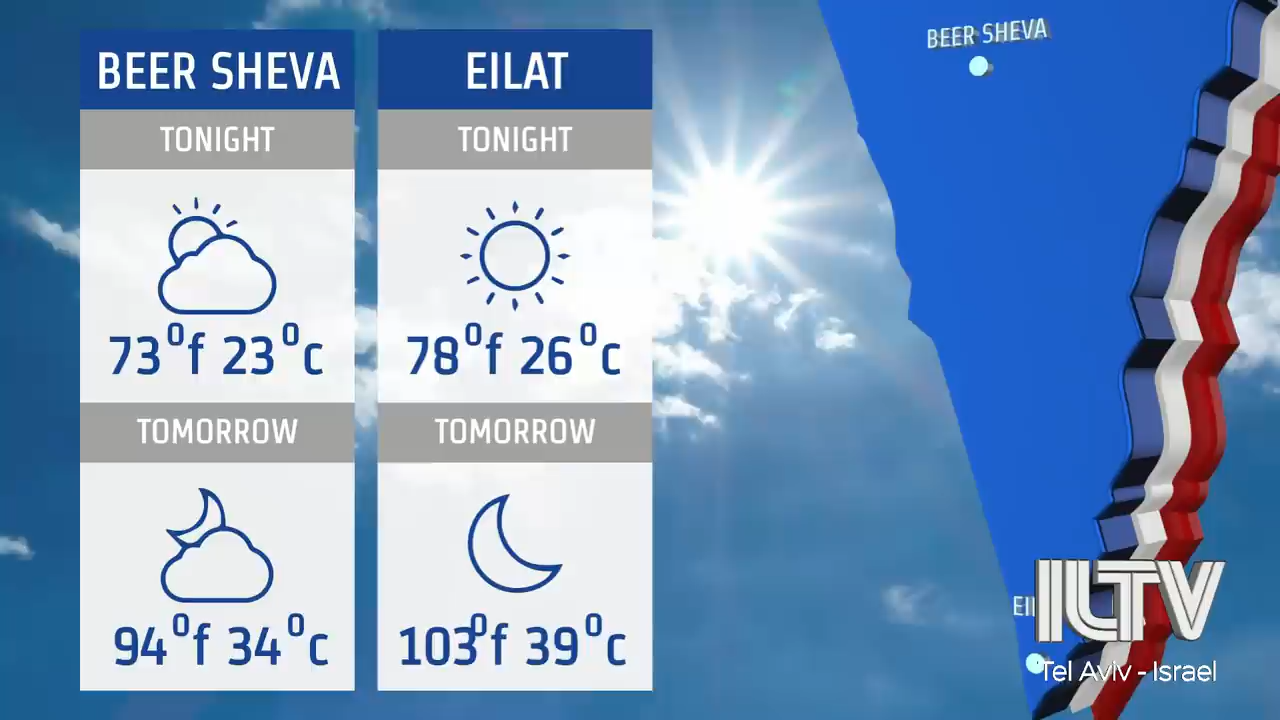 BEER SHEVA
TONIGHT
73°f 23°c
TOMORROW
94°f 34°c
EILAT
TONIGHT
78°f 26°c
TOMORROW
103°f 39°c
BEER SHEVA
ILTV
Tel Aviv - Israel